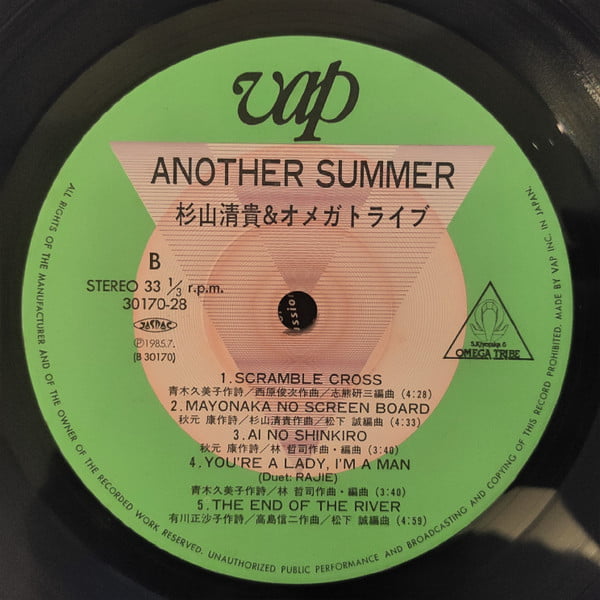 vap
ANOTHER SUMMER
杉山清貴&オメガトライブ
B
STEREO 33 1/3 r.p.m.
30170-28
JASRAC
Ⓟ1985.7.
(B 30170)
S.Kiyotaka &
OMEGA TRIBE
1. SCRAMBLE CROSS
青木久美子作詩/西原俊次作曲/志熊研三編曲 (4:28)
2. MAYONAKA NO SCREEN BOARD
秋元 康作詩/杉山清貴作曲/松下 誠編曲 (4:33)
3. AI NO SHINKIRO
秋元 康作詩/林 哲司作曲・編曲 (3:40)
4. YOU'RE A LADY, I'M A MAN
(Duet: RAJIE)
青木久美子作詩/林 哲司作曲・編曲 (3:40)
5. THE END OF THE RIVER
有川正沙子作詩/高島信二作曲/松下 誠編曲 (4:59)
ALL RIGHTS OF THE MANUFACTURER AND OF THE OWNER OF THE RECORDED WORK RESERVED. UNAUTHORIZED PUBLIC PERFORMANCE AND BROADCASTING AND COPYING OF THIS RECORD PROHIBITED. MADE BY VAP INC. IN JAPAN.